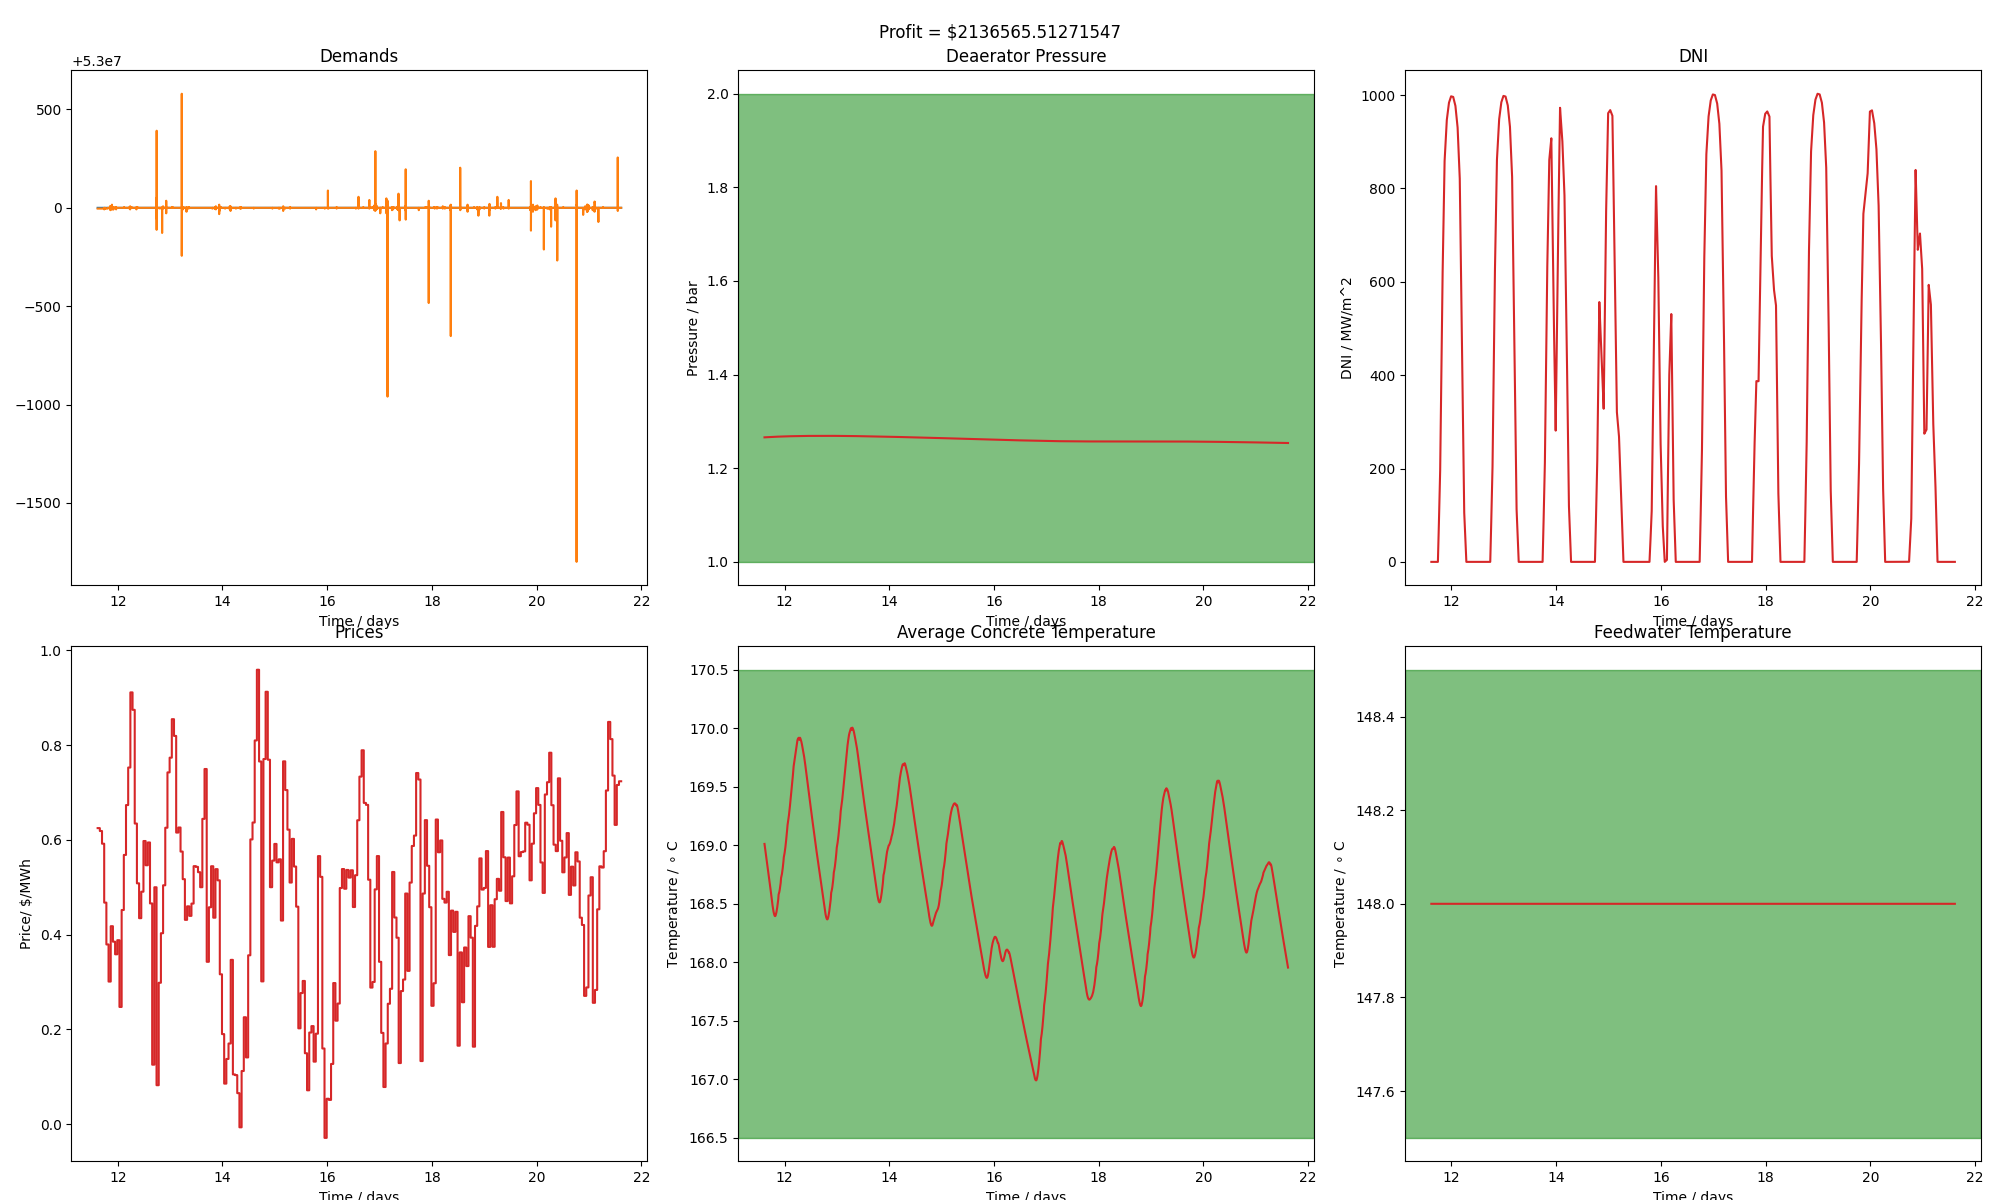 Profit = $2136565.51271547
Demands
+5.3e7
500
0
−500
−1000
−1500
12 14 16 18 20 22
Time / days
Deaerator Pressure
Pressure / bar
2.0
1.8
1.6
1.4
1.2
1.0
12 14 16 18 20 22
Time / days
DNI
DNI / MW/m^2
1000
800
600
400
200
0
12 14 16 18 20 22
Time / days
Prices
Price/ $/MWh
1.0
0.8
0.6
0.4
0.2
0.0
12 14 16 18 20 22
Time / days
Average Concrete Temperature
Temperature / ∘ C
170.5
170.0
169.5
169.0
168.5
168.0
167.5
167.0
166.5
12 14 16 18 20 22
Time / days
Feedwater Temperature
Temperature / ∘ C
148.4
148.2
148.0
147.8
147.6
12 14 16 18 20 22
Time / days